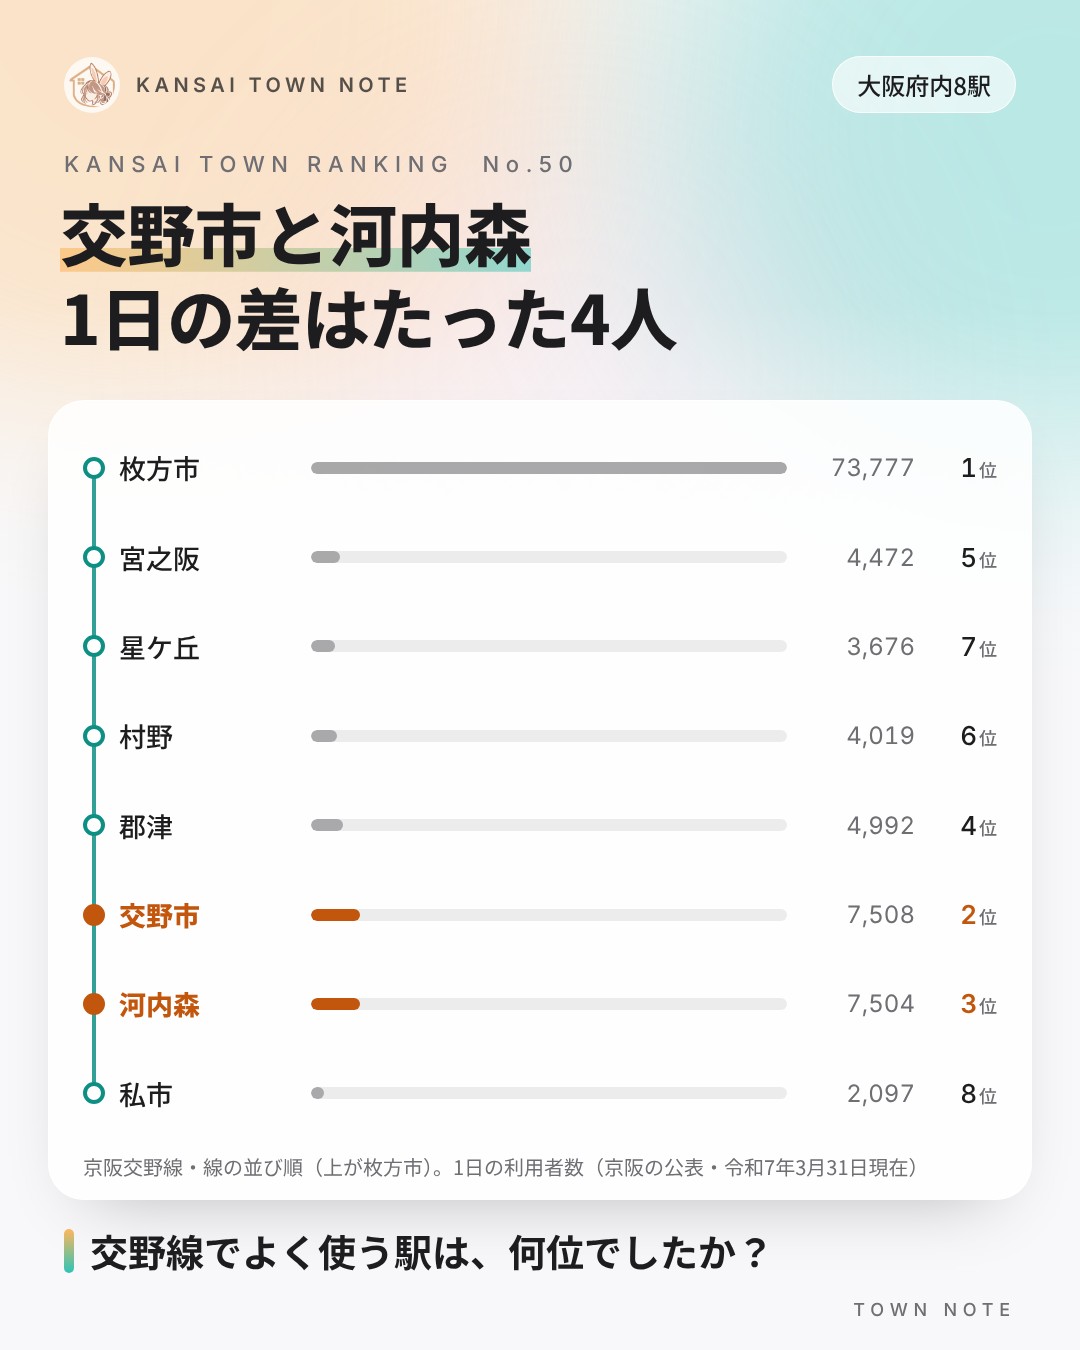 KANSAI TOWN NOTE
大阪府内8駅
KANSAI TOWN RANKING No.50
交野市と河内森
1日の差はたった4人
枚方市 73,777 1位
宮之阪 4,472 5位
星ケ丘 3,676 7位
村野 4,019 6位
郡津 4,992 4位
交野市 7,508 2位
河内森 7,504 3位
私市 2,097 8位
京阪交野線・線の並び順（上が枚方市）。1日の利用者数（京阪の公表・令和7年3月31日現在）
交野線でよく使う駅は、何位でしたか？
TOWN NOTE